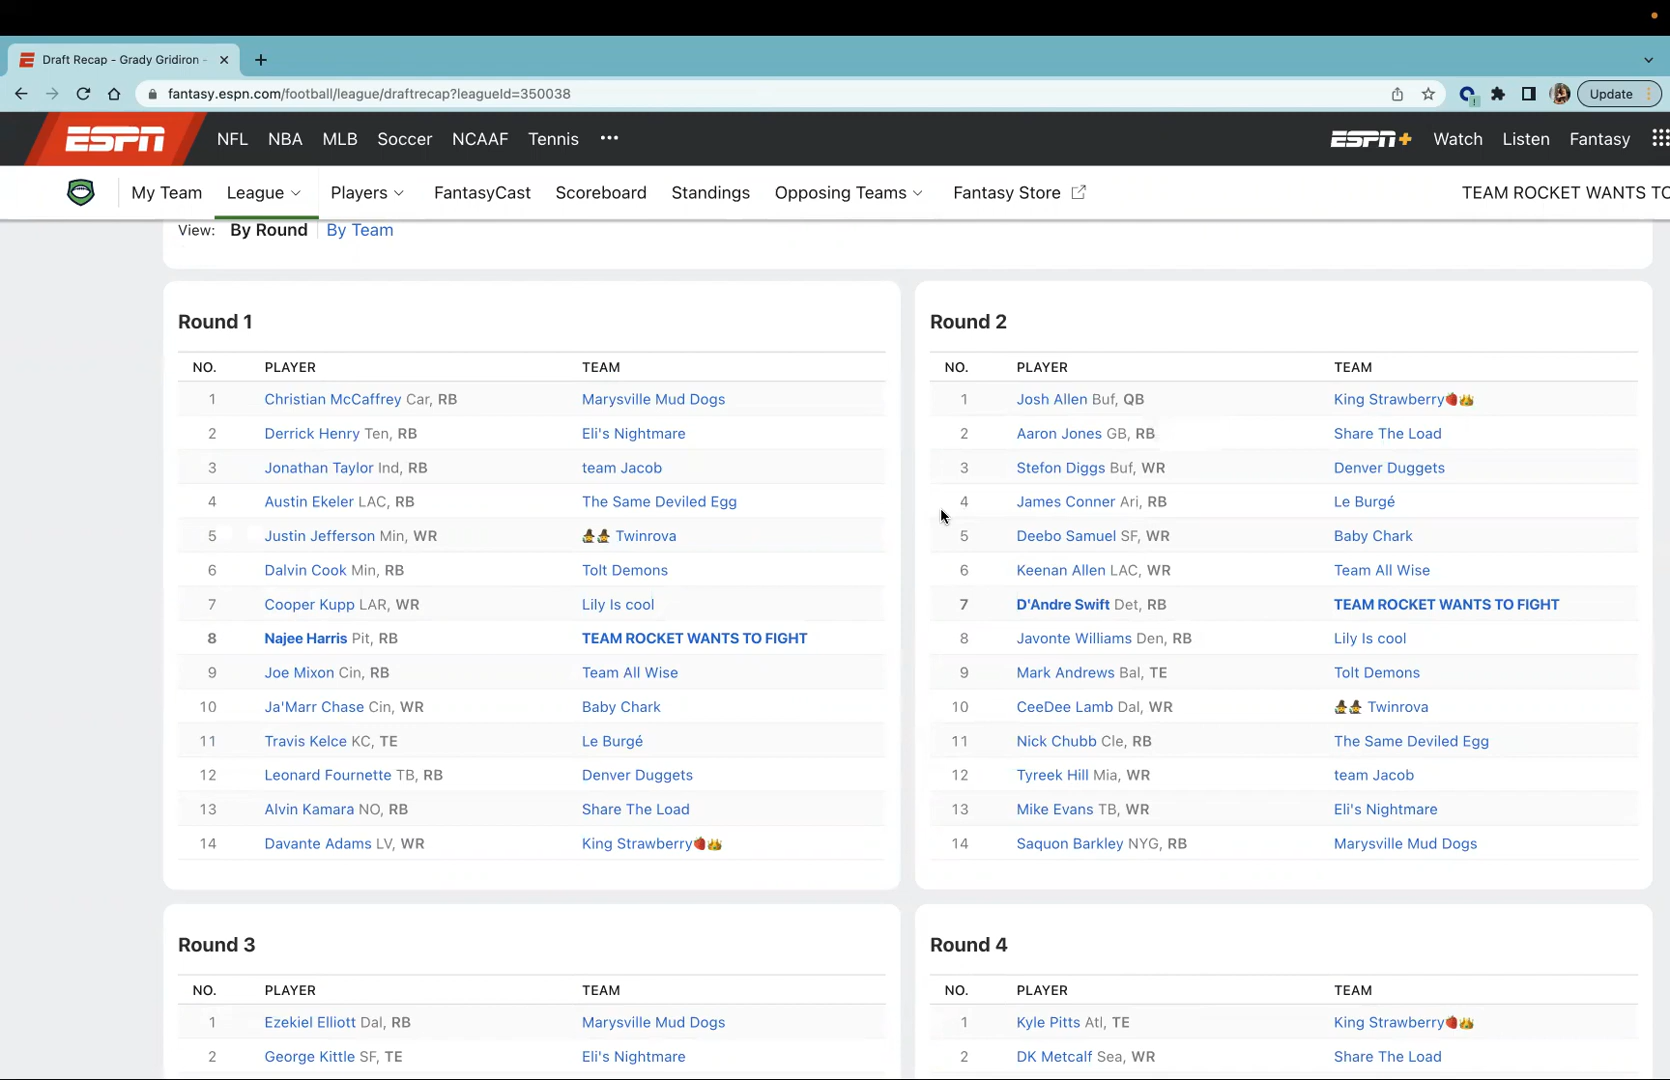 Draft Recap - Grady Gridiron -
fantasy.espn.com/football/league/draftrecap?leagueId=350038
Update
ESPN NFL NBA MLB Soccer NCAAF Tennis ••• ESPN+ Watch Listen Fantasy
My Team League Players FantasyCast Scoreboard Standings Opposing Teams Fantasy Store TEAM ROCKET WANTS TO
View: By Round By Team
Round 1
NO. PLAYER TEAM
1 Christian McCaffrey Car, RB Marysville Mud Dogs
2 Derrick Henry Ten, RB Eli's Nightmare
3 Jonathan Taylor Ind, RB team Jacob
4 Austin Ekeler LAC, RB The Same Deviled Egg
5 Justin Jefferson Min, WR Twinrova
6 Dalvin Cook Min, RB Tolt Demons
7 Cooper Kupp LAR, WR Lily Is cool
8 Najee Harris Pit, RB TEAM ROCKET WANTS TO FIGHT
9 Joe Mixon Cin, RB Team All Wise
10 Ja'Marr Chase Cin, WR Baby Chark
11 Travis Kelce KC, TE Le Burgé
12 Leonard Fournette TB, RB Denver Duggets
13 Alvin Kamara NO, RB Share The Load
14 Davante Adams LV, WR King Strawberry🍓👑
Round 2
NO. PLAYER TEAM
1 Josh Allen Buf, QB King Strawberry🍓👑
2 Aaron Jones GB, RB Share The Load
3 Stefon Diggs Buf, WR Denver Duggets
4 James Conner Ari, RB Le Burgé
5 Deebo Samuel SF, WR Baby Chark
6 Keenan Allen LAC, WR Team All Wise
7 D'Andre Swift Det, RB TEAM ROCKET WANTS TO FIGHT
8 Javonte Williams Den, RB Lily Is cool
9 Mark Andrews Bal, TE Tolt Demons
10 CeeDee Lamb Dal, WR Twinrova
11 Nick Chubb Cle, RB The Same Deviled Egg
12 Tyreek Hill Mia, WR team Jacob
13 Mike Evans TB, WR Eli's Nightmare
14 Saquon Barkley NYG, RB Marysville Mud Dogs
Round 3
NO. PLAYER TEAM
1 Ezekiel Elliott Dal, RB Marysville Mud Dogs
2 George Kittle SF, TE Eli's Nightmare
Round 4
NO. PLAYER TEAM
1 Kyle Pitts Atl, TE King Strawberry🍓👑
2 DK Metcalf Sea, WR Share The Load